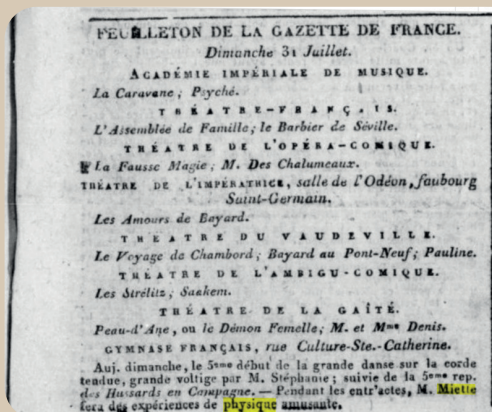 FEUILLETON DE LA GAZETTE DE FRANCE.
Dimanche 31 Juillet.
ACADÉMIE IMPÉRIALE DE MUSIQUE.
La Caravane ; Psyché.
THÉATRE-FRANÇAIS.
L'Assemblée de Famille ; le Barbier de Séville.
THÉATRE DE L'OPÉRA-COMIQUE.
La Fausse Magie ; M. Des Chalumeaux.
THÉATRE DE L'IMPÉRATRICE, salle de l'Odéon, faubourg
Saint-Germain.
Les Amours de Bayard.
THEATRE DU VAUDEVILLE.
Le Voyage de Chambord ; Bayard au Pont-Neuf ; Pauline.
THÉATRE DE L'AMBIGU-COMIQUE.
Les Strélitz ; Saakem.
THÉATRE DE LA GAÎTÉ.
Peau-d'Ane, ou le Démon Femelle ; M. et Mme Denis.
GYMNASE FRANÇAIS, rue Culture-Ste.-Catherine.
Auj. dimanche, le 5me début de la grande danse sur la corde
tendue, grande voltige par M. Stéphanie ; suivie de la 5me rep.
des Hussards en Campagne. — Pendant les entr'actes, M. Miette
fera des expériences de physique amusante.